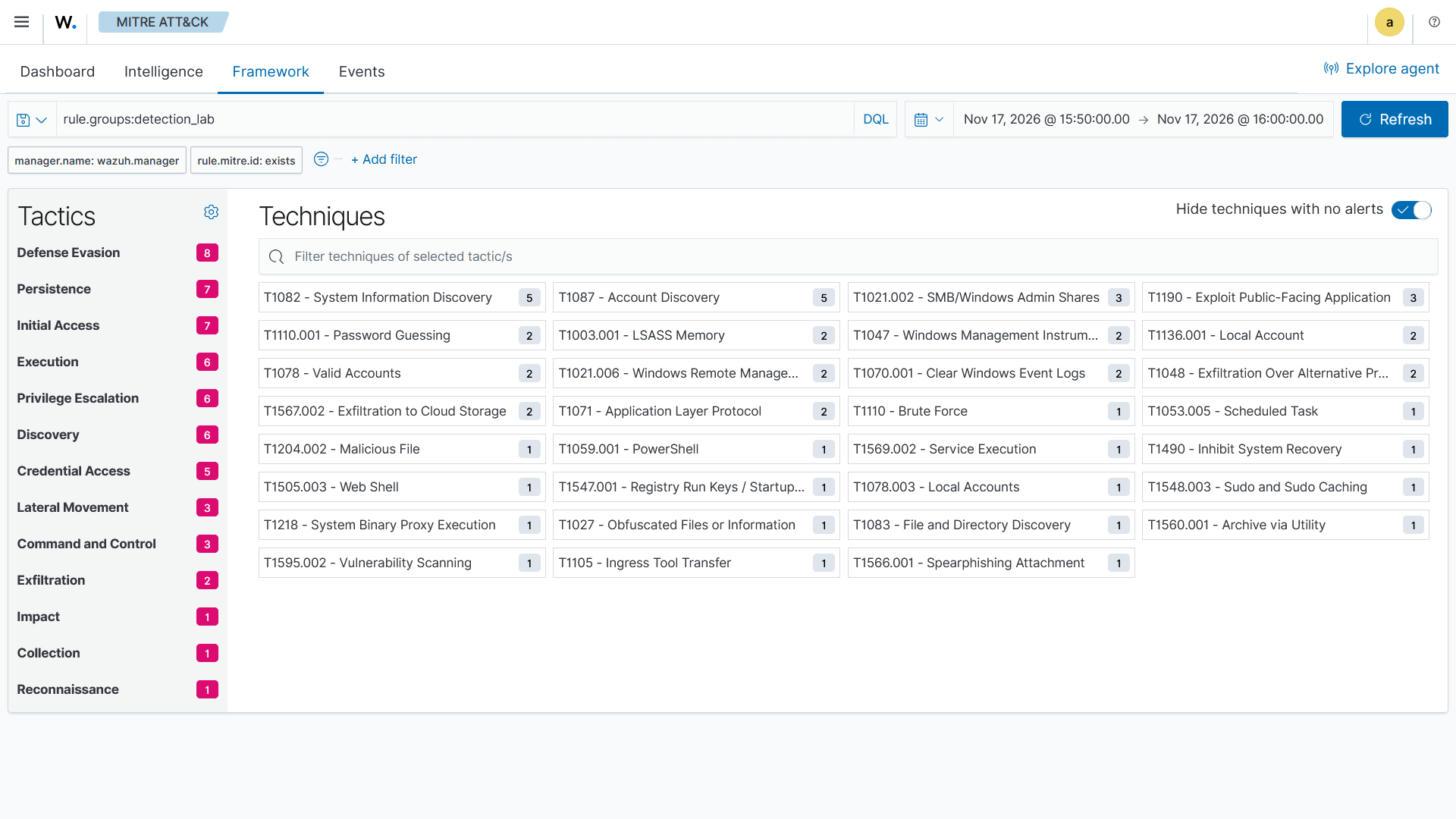 W. MITRE ATT&CK a
Dashboard Intelligence Framework Events Explore agent
rule.groups:detection_lab DQL Nov 17, 2026 @ 15:50:00.00 → Nov 17, 2026 @ 16:00:00.00 Refresh
manager.name: wazuh.manager rule.mitre.id: exists + Add filter
Tactics
Defense Evasion 8
Persistence 7
Initial Access 7
Execution 6
Privilege Escalation 6
Discovery 6
Credential Access 5
Lateral Movement 3
Command and Control 3
Exfiltration 2
Impact 1
Collection 1
Reconnaissance 1
Techniques Hide techniques with no alerts
Filter techniques of selected tactic/s
T1082 - System Information Discovery 5 T1087 - Account Discovery 5 T1021.002 - SMB/Windows Admin Shares 3 T1190 - Exploit Public-Facing Application 3
T1110.001 - Password Guessing 2 T1003.001 - LSASS Memory 2 T1047 - Windows Management Instrum... 2 T1136.001 - Local Account 2
T1078 - Valid Accounts 2 T1021.006 - Windows Remote Manage... 2 T1070.001 - Clear Windows Event Logs 2 T1048 - Exfiltration Over Alternative Pr... 2
T1567.002 - Exfiltration to Cloud Storage 2 T1071 - Application Layer Protocol 2 T1110 - Brute Force 1 T1053.005 - Scheduled Task 1
T1204.002 - Malicious File 1 T1059.001 - PowerShell 1 T1569.002 - Service Execution 1 T1490 - Inhibit System Recovery 1
T1505.003 - Web Shell 1 T1547.001 - Registry Run Keys / Startup... 1 T1078.003 - Local Accounts 1 T1548.003 - Sudo and Sudo Caching 1
T1218 - System Binary Proxy Execution 1 T1027 - Obfuscated Files or Information 1 T1083 - File and Directory Discovery 1 T1560.001 - Archive via Utility 1
T1595.002 - Vulnerability Scanning 1 T1105 - Ingress Tool Transfer 1 T1566.001 - Spearphishing Attachment 1